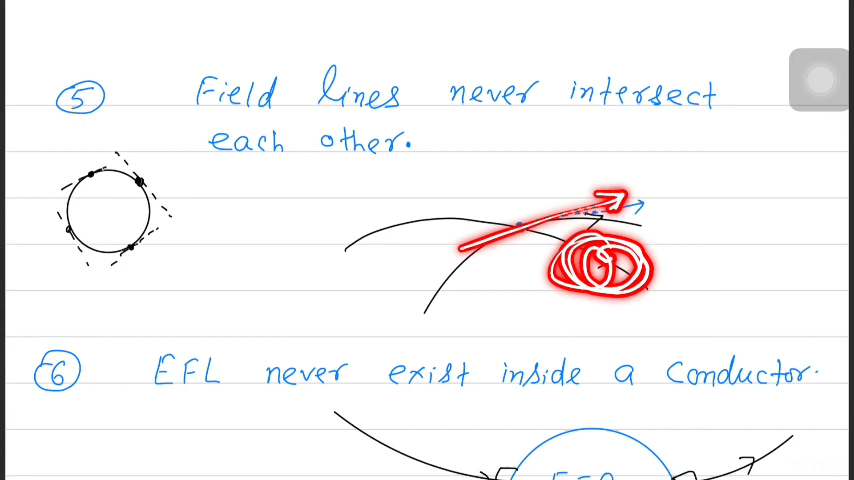 5 Field lines never intersect
each other.
6 EFL never exist inside a conductor.